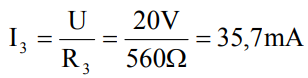 I₃ = U / R₃ = 20V / 560Ω = 35,7mA